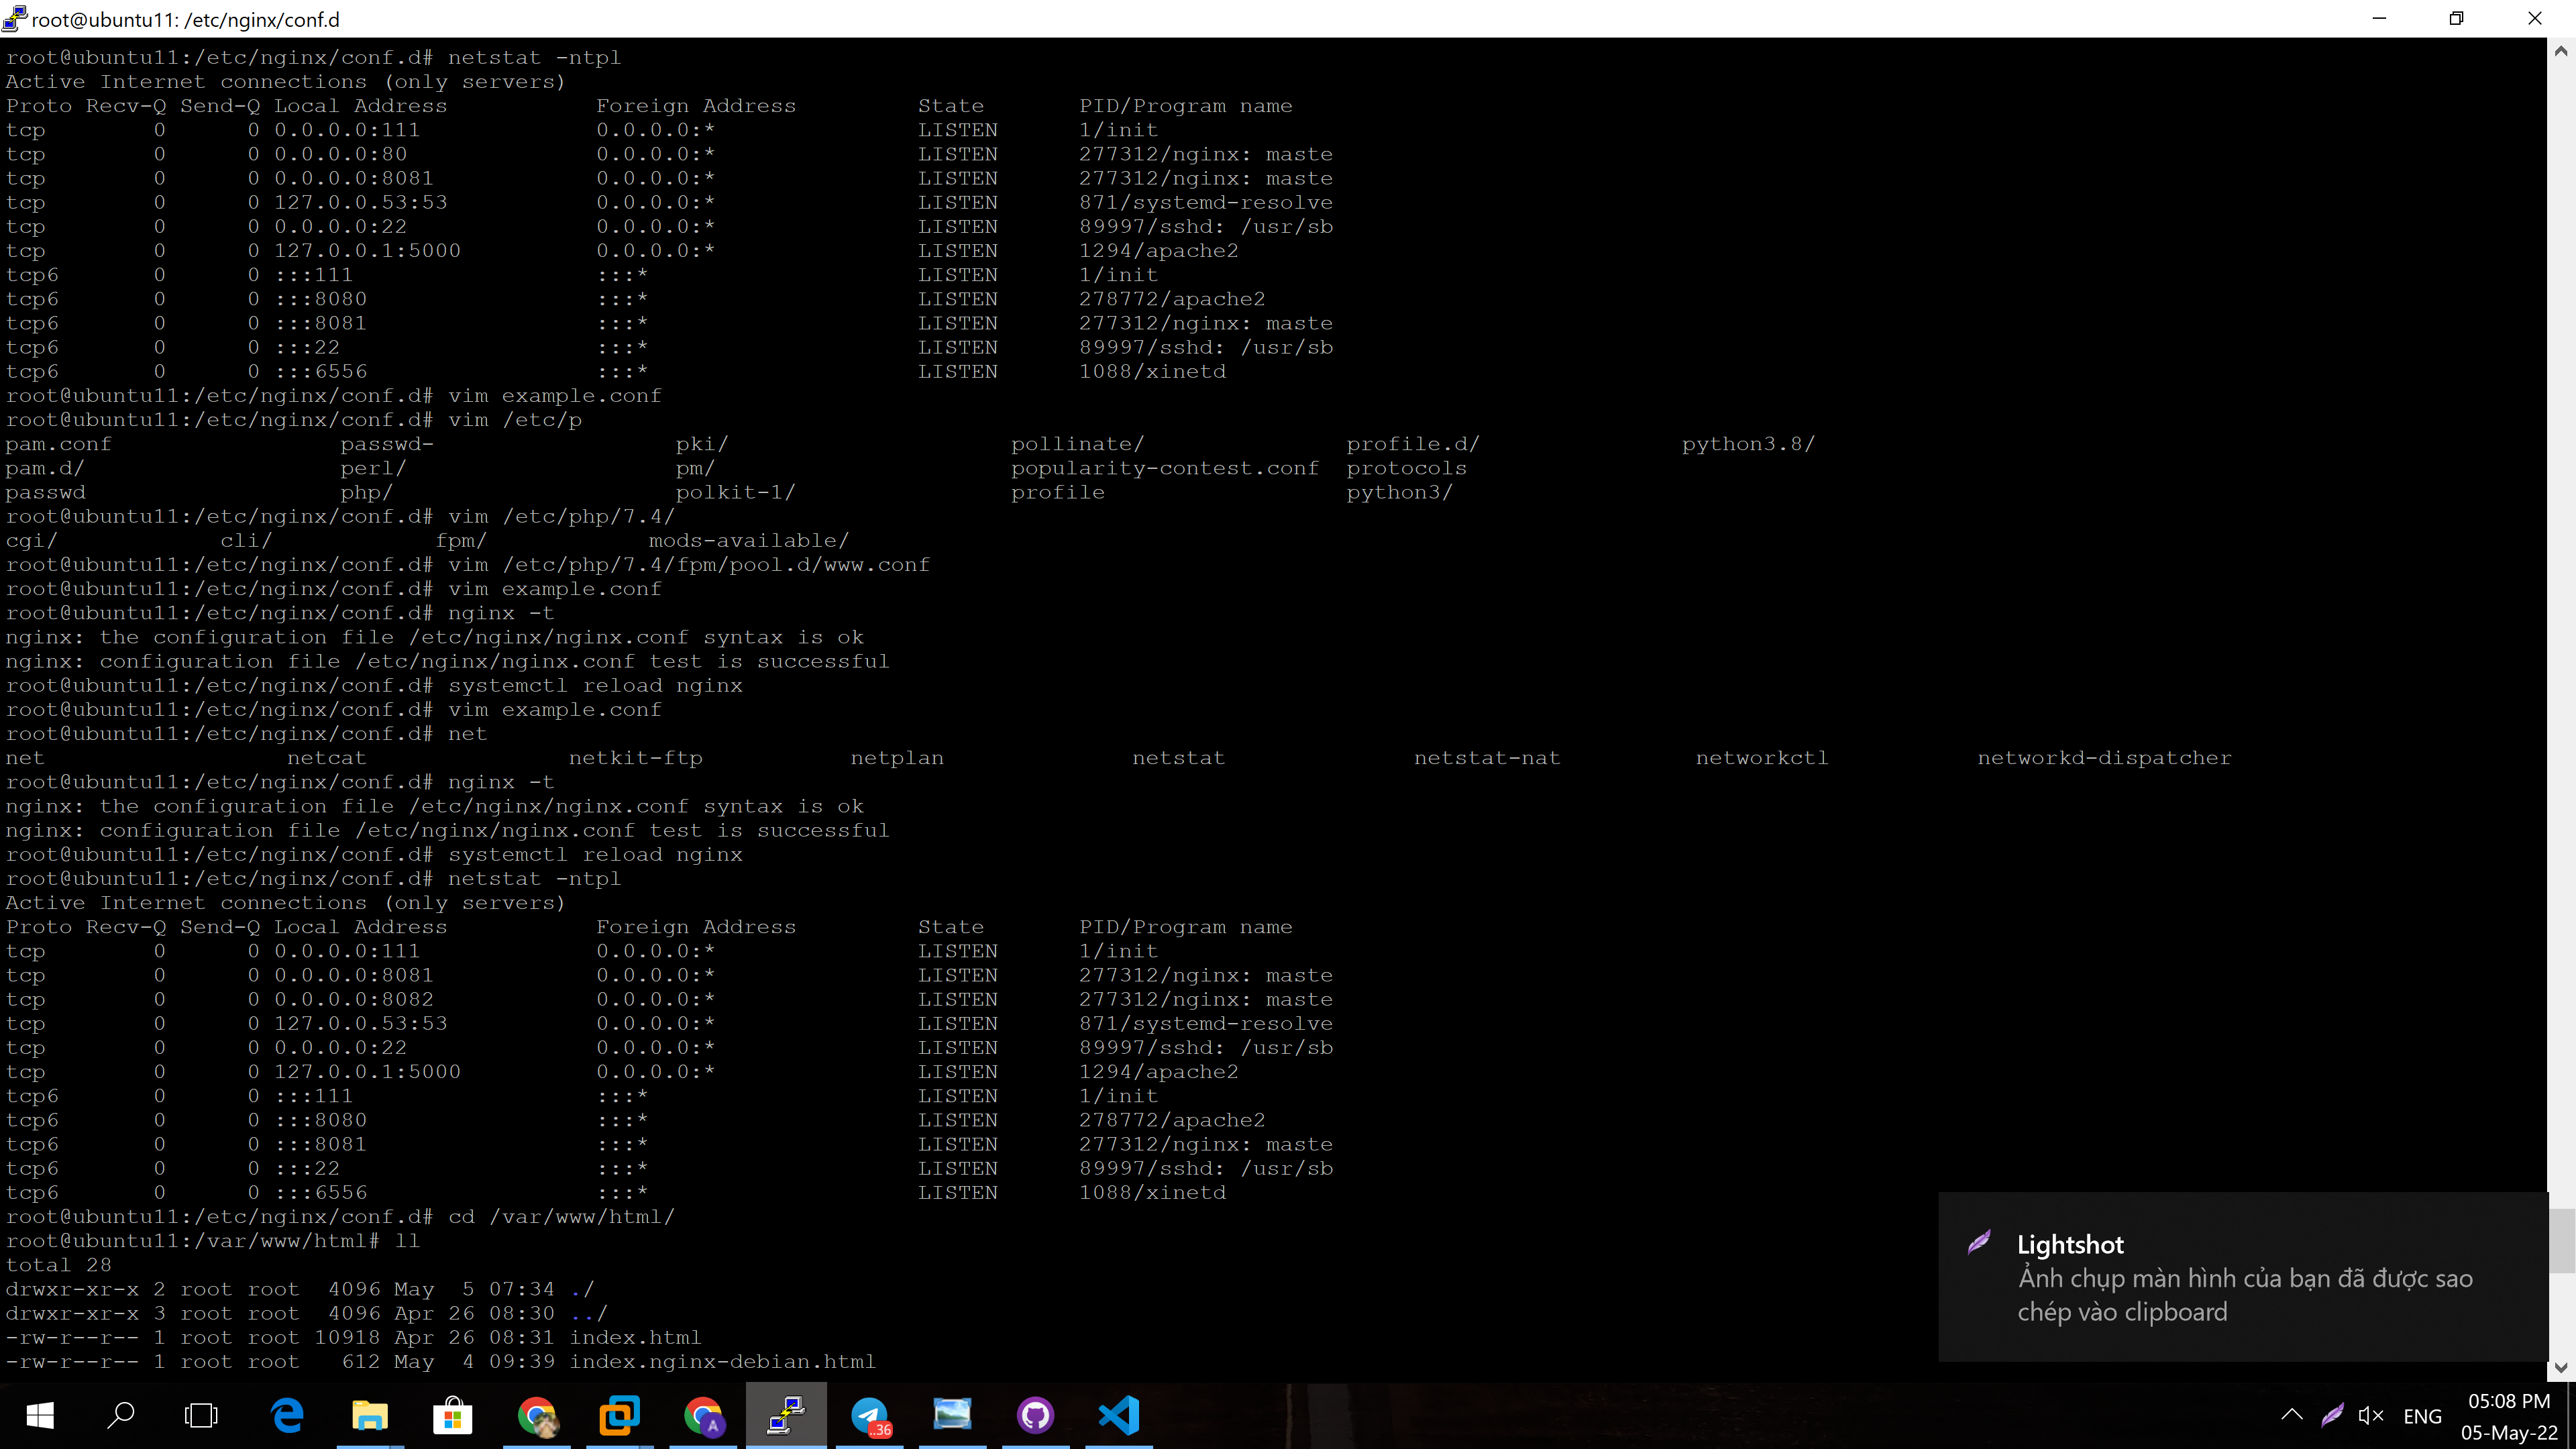 root@ubuntu11: /etc/nginx/conf.d
root@ubuntu11:/etc/nginx/conf.d# netstat -ntpl
Active Internet connections (only servers)
Proto Recv-Q Send-Q Local Address           Foreign Address         State       PID/Program name
tcp        0      0 0.0.0.0:111             0.0.0.0:*               LISTEN      1/init
tcp        0      0 0.0.0.0:80              0.0.0.0:*               LISTEN      277312/nginx: maste
tcp        0      0 0.0.0.0:8081            0.0.0.0:*               LISTEN      277312/nginx: maste
tcp        0      0 127.0.0.53:53           0.0.0.0:*               LISTEN      871/systemd-resolve
tcp        0      0 0.0.0.0:22              0.0.0.0:*               LISTEN      89997/sshd: /usr/sb
tcp        0      0 127.0.0.1:5000          0.0.0.0:*               LISTEN      1294/apache2
tcp6       0      0 :::111                  :::*                    LISTEN      1/init
tcp6       0      0 :::8080                 :::*                    LISTEN      278772/apache2
tcp6       0      0 :::8081                 :::*                    LISTEN      277312/nginx: maste
tcp6       0      0 :::22                   :::*                    LISTEN      89997/sshd: /usr/sb
tcp6       0      0 :::6556                 :::*                    LISTEN      1088/xinetd
root@ubuntu11:/etc/nginx/conf.d# vim example.conf
root@ubuntu11:/etc/nginx/conf.d# vim /etc/p
pam.conf                 passwd-                  pki/                     pollinate/               profile.d/               python3.8/
pam.d/                   perl/                    pm/                      popularity-contest.conf  protocols
passwd                   php/                     polkit-1/                profile                  python3/
root@ubuntu11:/etc/nginx/conf.d# vim /etc/php/7.4/
cgi/            cli/            fpm/            mods-available/
root@ubuntu11:/etc/nginx/conf.d# vim /etc/php/7.4/fpm/pool.d/www.conf
root@ubuntu11:/etc/nginx/conf.d# vim example.conf
root@ubuntu11:/etc/nginx/conf.d# nginx -t
nginx: the configuration file /etc/nginx/nginx.conf syntax is ok
nginx: configuration file /etc/nginx/nginx.conf test is successful
root@ubuntu11:/etc/nginx/conf.d# systemctl reload nginx
root@ubuntu11:/etc/nginx/conf.d# vim example.conf
root@ubuntu11:/etc/nginx/conf.d# net
net                  netcat               netkit-ftp           netplan              netstat              netstat-nat          networkctl           networkd-dispatcher
root@ubuntu11:/etc/nginx/conf.d# nginx -t
nginx: the configuration file /etc/nginx/nginx.conf syntax is ok
nginx: configuration file /etc/nginx/nginx.conf test is successful
root@ubuntu11:/etc/nginx/conf.d# systemctl reload nginx
root@ubuntu11:/etc/nginx/conf.d# netstat -ntpl
Active Internet connections (only servers)
Proto Recv-Q Send-Q Local Address           Foreign Address         State       PID/Program name
tcp        0      0 0.0.0.0:111             0.0.0.0:*               LISTEN      1/init
tcp        0      0 0.0.0.0:8081            0.0.0.0:*               LISTEN      277312/nginx: maste
tcp        0      0 0.0.0.0:8082            0.0.0.0:*               LISTEN      277312/nginx: maste
tcp        0      0 127.0.0.53:53           0.0.0.0:*               LISTEN      871/systemd-resolve
tcp        0      0 0.0.0.0:22              0.0.0.0:*               LISTEN      89997/sshd: /usr/sb
tcp        0      0 127.0.0.1:5000          0.0.0.0:*               LISTEN      1294/apache2
tcp6       0      0 :::111                  :::*                    LISTEN      1/init
tcp6       0      0 :::8080                 :::*                    LISTEN      278772/apache2
tcp6       0      0 :::8081                 :::*                    LISTEN      277312/nginx: maste
tcp6       0      0 :::22                   :::*                    LISTEN      89997/sshd: /usr/sb
tcp6       0      0 :::6556                 :::*                    LISTEN      1088/xinetd
root@ubuntu11:/etc/nginx/conf.d# cd /var/www/html/
root@ubuntu11:/var/www/html# ll
total 28
drwxr-xr-x 2 root root  4096 May  5 07:34 ./
drwxr-xr-x 3 root root  4096 Apr 26 08:30 ../
-rw-r--r-- 1 root root 10918 Apr 26 08:31 index.html
-rw-r--r-- 1 root root   612 May  4 09:39 index.nginx-debian.html
Lightshot
Ảnh chụp màn hình của bạn đã được sao
chép vào clipboard
A
..36
ENG
05:08 PM
05-May-22